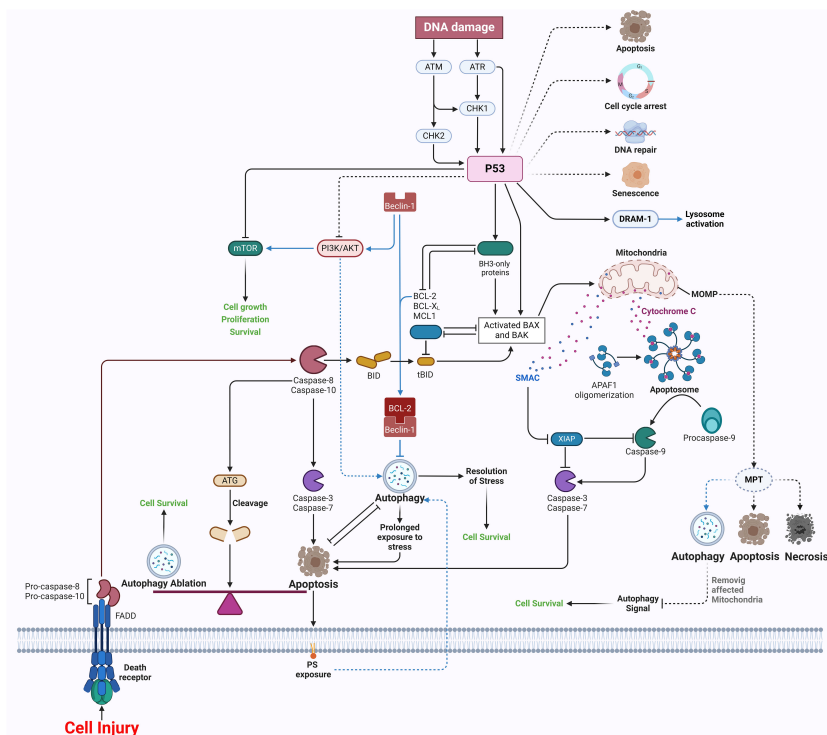 DNA damage
ATM
ATR
CHK1
CHK2
P53
Apoptosis
G₁
S
G₂
M
Cell cycle arrest
DNA repair
Senescence
DRAM-1
Lysosome
activation
Beclin-1
mTOR
PI3K/AKT
Cell growth
Proliferation
Survival
BH3-only
proteins
BCL-2
BCL-X_L
MCL1
Activated BAX
and BAK
Mitochondria
MOMP
Cytochrome C
SMAC
APAF1
oligomerization
Apoptosome
Caspase-8
Caspase-10
BID
tBID
BCL-2
Beclin-1
XIAP
Caspase-9
Procaspase-9
ATG
Cleavage
Caspase-3
Caspase-7
Autophagy
Resolution
of Stress
Cell Survival
Prolonged
exposure to
stress
Caspase-3
Caspase-7
MPT
Autophagy
Apoptosis
Necrosis
Removig
affected
Mitochondria
Autophagy
Signal
Cell Survival
Cell Survival
Autophagy Ablation
Apoptosis
Pro-caspase-8
Pro-caspase-10
FADD
Death
receptor
PS
exposure
Cell Injury